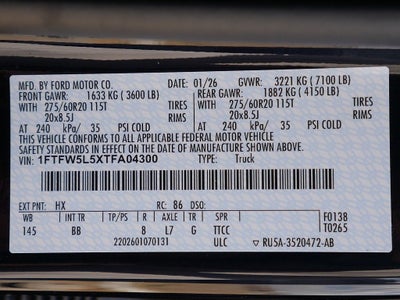 MFD. BY FORD MOTOR CO. DATE: 01/26 GVWR: 3221 KG ( 7100 LB)
FRONT GAWR: 1633 KG ( 3600 LB) REAR GAWR: 1882 KG ( 4150 LB)
WITH WITH
275/60R20 115T TIRES 275/60R20 115T TIRES
20x8.5J RIMS 20x8.5J RIMS
AT 240 kPa/ 35 PSI COLD AT 240 kPa/ 35 PSI COLD
THIS VEHICLE CONFORMS TO ALL APPLICABLE FEDERAL MOTOR VEHICLE
SAFETY STANDARDS IN EFFECT ON THE DATE OF MANUFACTURE SHOWN ABOVE.
VIN: 1FTFW5L5XTFA04300 TYPE: Truck
EXT PNT: HX RC: 86 DSO:
WB INT TR TP/PS R AXLE TR SPR F0138
145 BB 8 L7 G TTCC T0265
2202601070131 ULC ▽ RU5A-3520472-AB